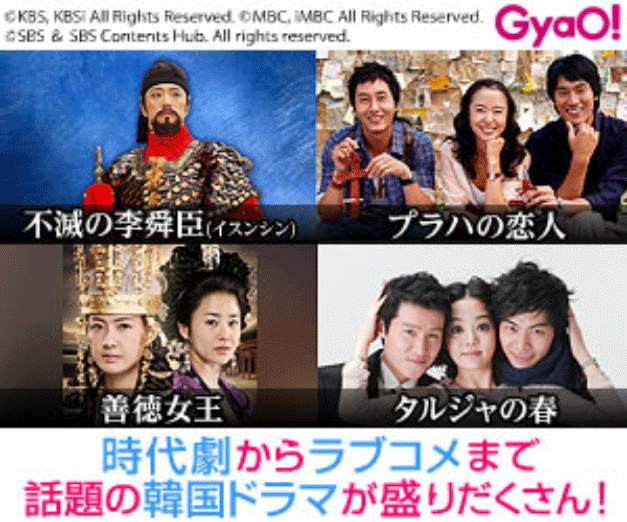 ©KBS, KBSi All Rights Reserved. ©MBC, iMBC All Rights Reserved.
©SBS & SBS Contents Hub. All rights reserved.
GyaO!
不滅の李舜臣(イスンシン)
プラハの恋人
善徳女王
タルジャの春
時代劇からラブコメまで
話題の韓国ドラマが盛りだくさん!